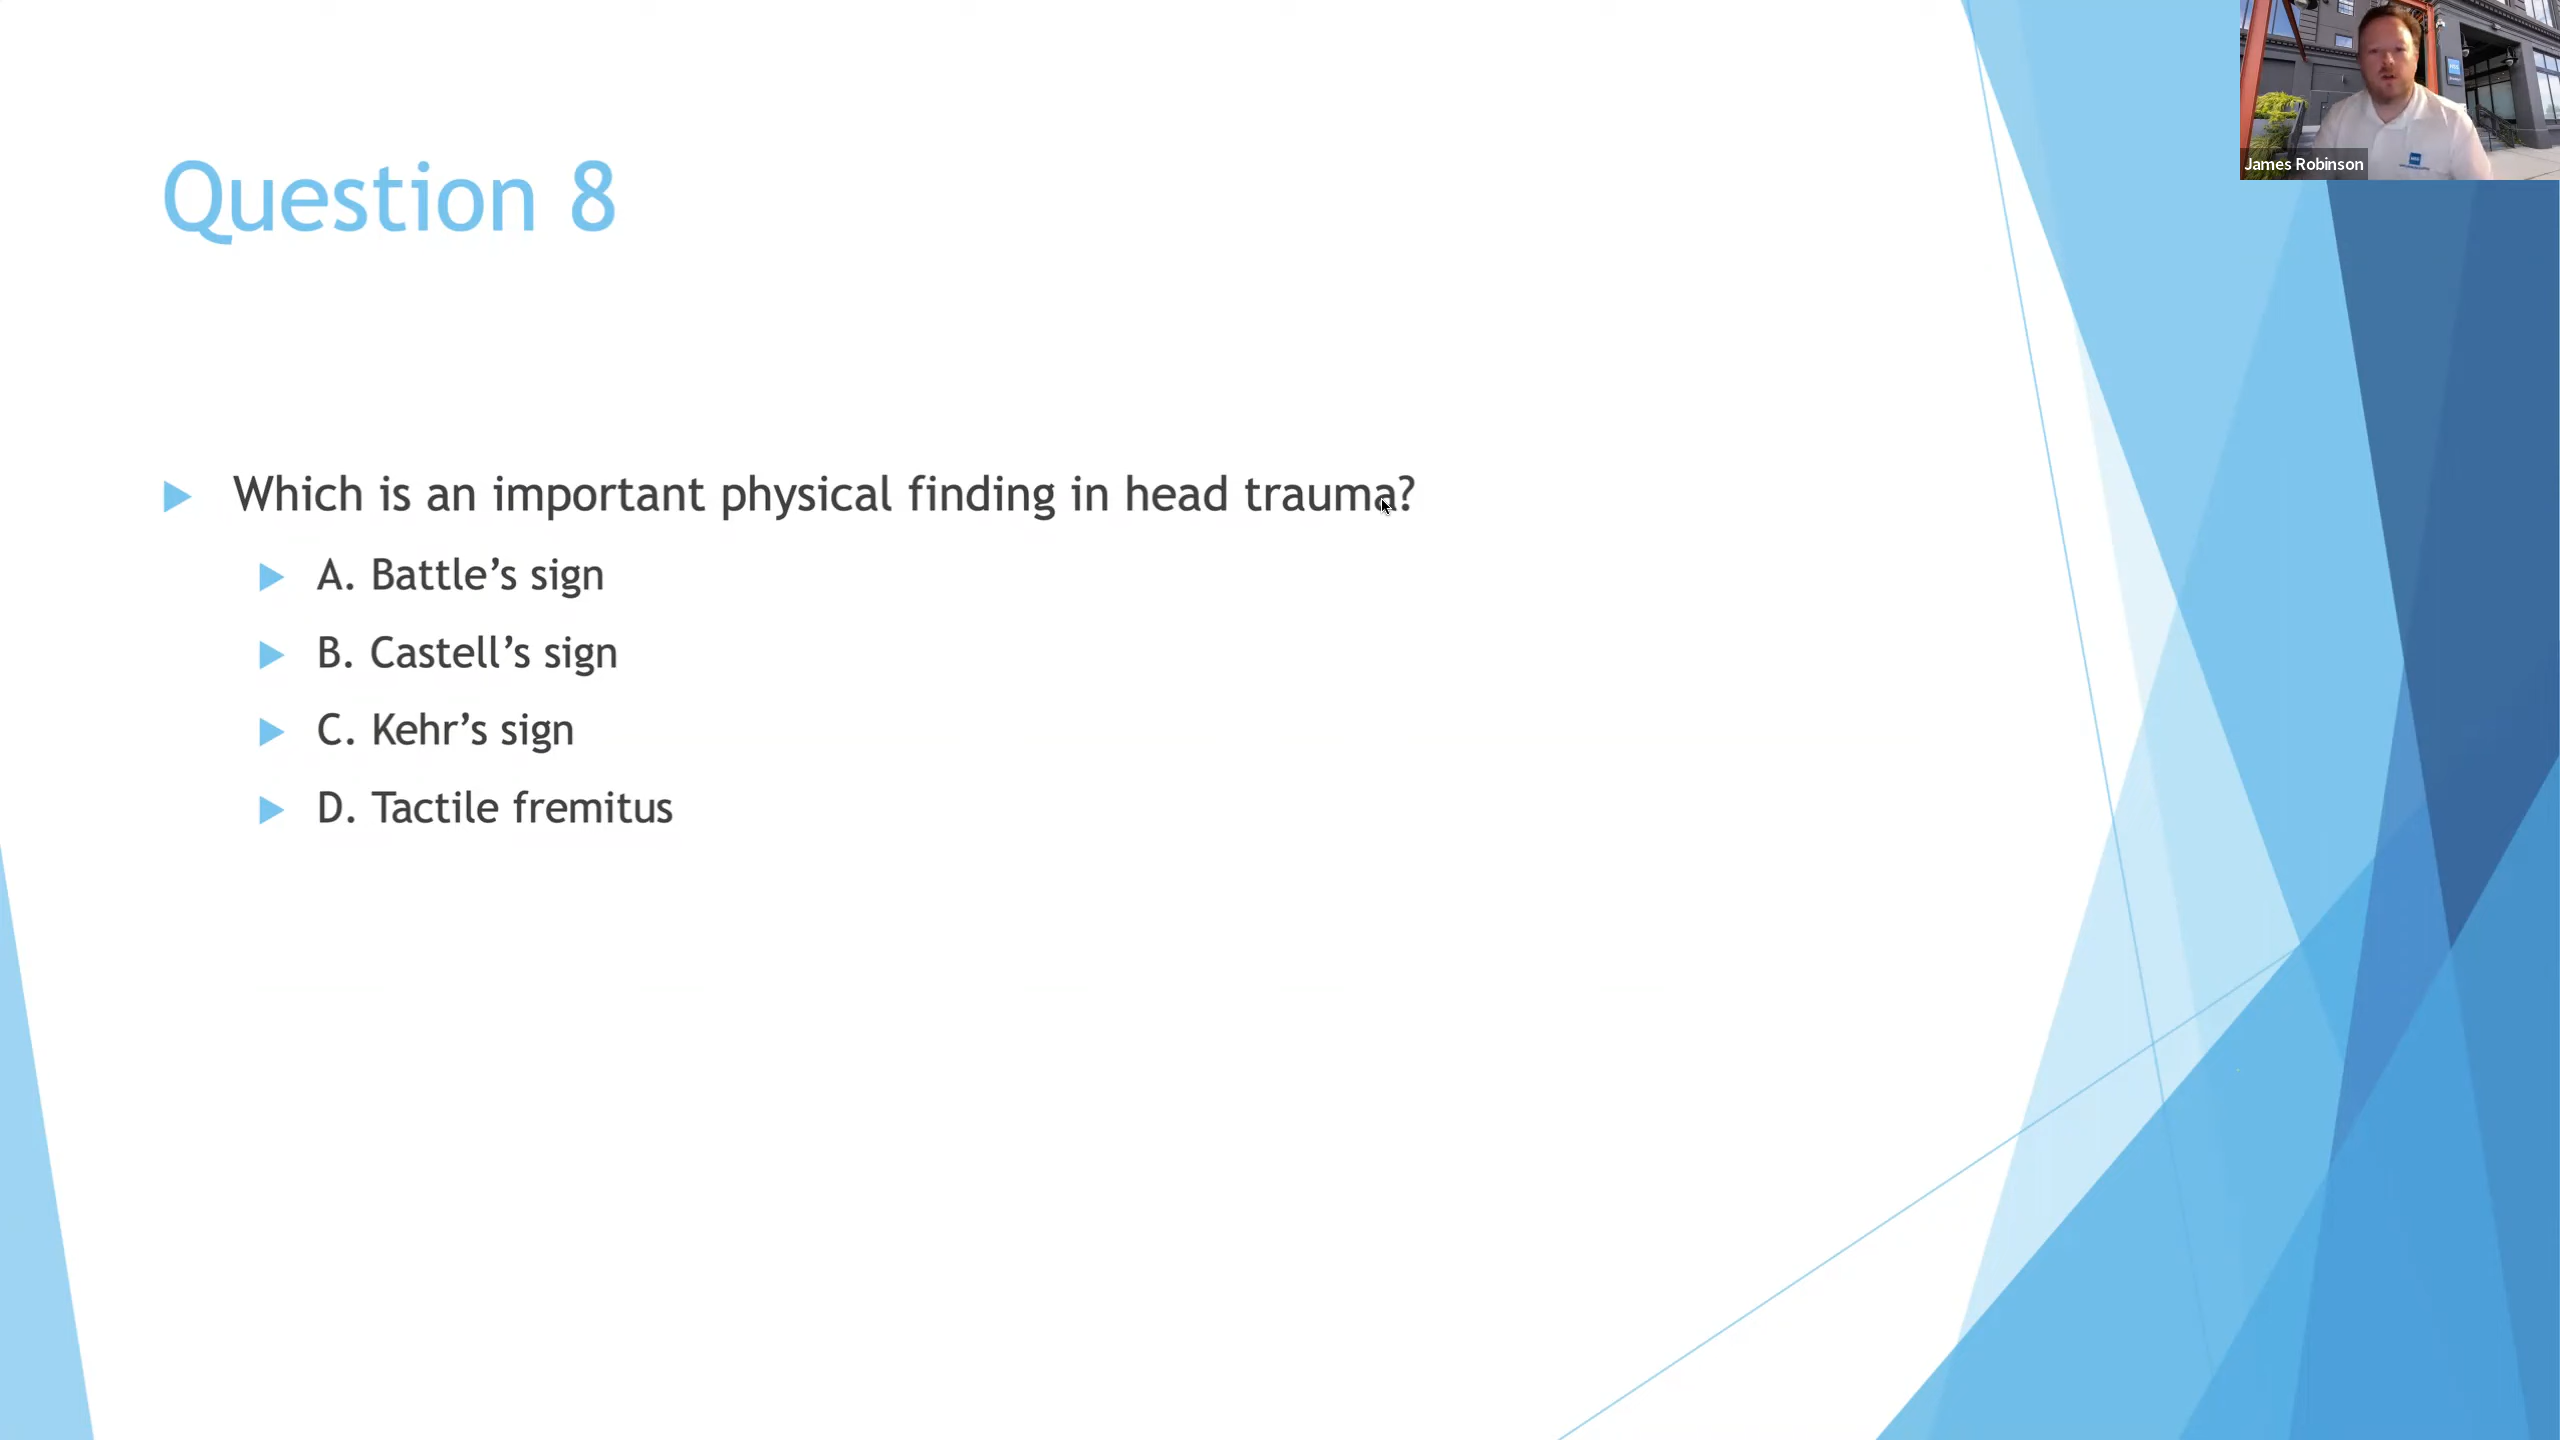 Question 8
Which is an important physical finding in head trauma?
A. Battle’s sign
B. Castell’s sign
C. Kehr’s sign
D. Tactile fremitus
James Robinson